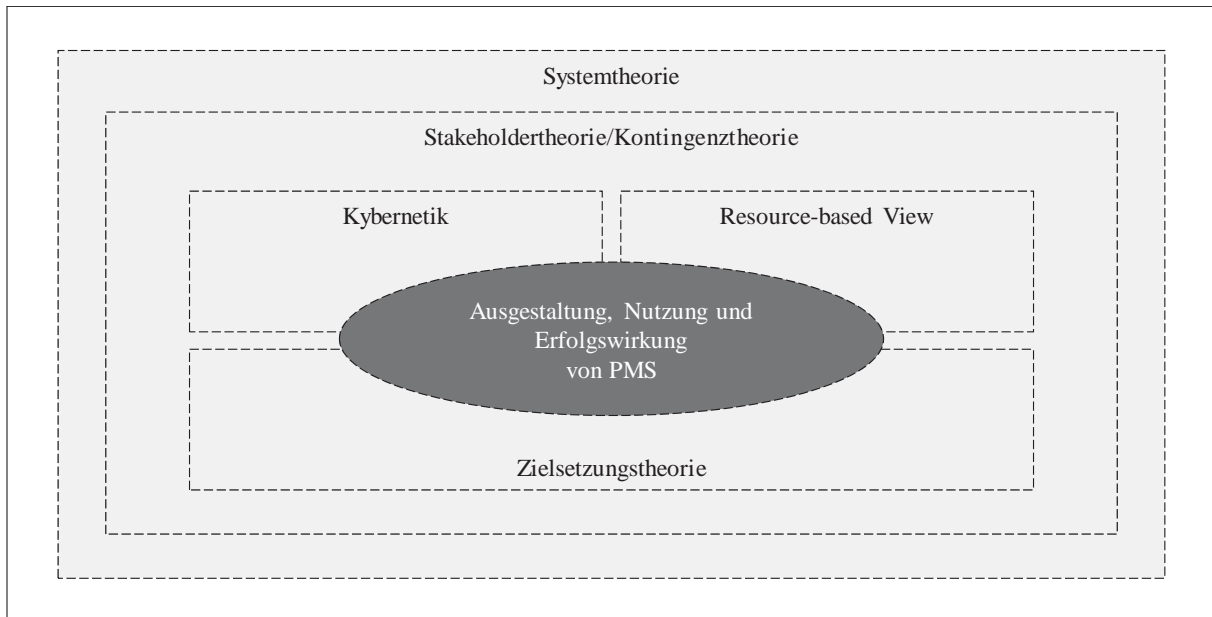 Systemtheorie
Stakeholdertheorie/Kontingenztheorie
Kybernetik
Resource-based View
Ausgestaltung, Nutzung und
Erfolgswirkung
von PMS
Zielsetzungstheorie